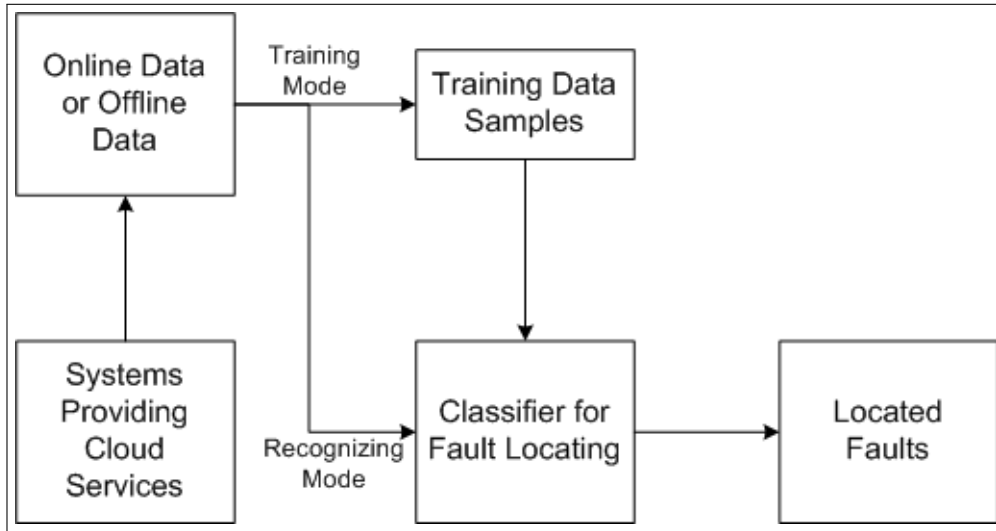 Online Data
or Offline
Data
Training
Mode
Training Data
Samples
Systems
Providing
Cloud
Services
Recognizing
Mode
Classifier for
Fault Locating
Located
Faults